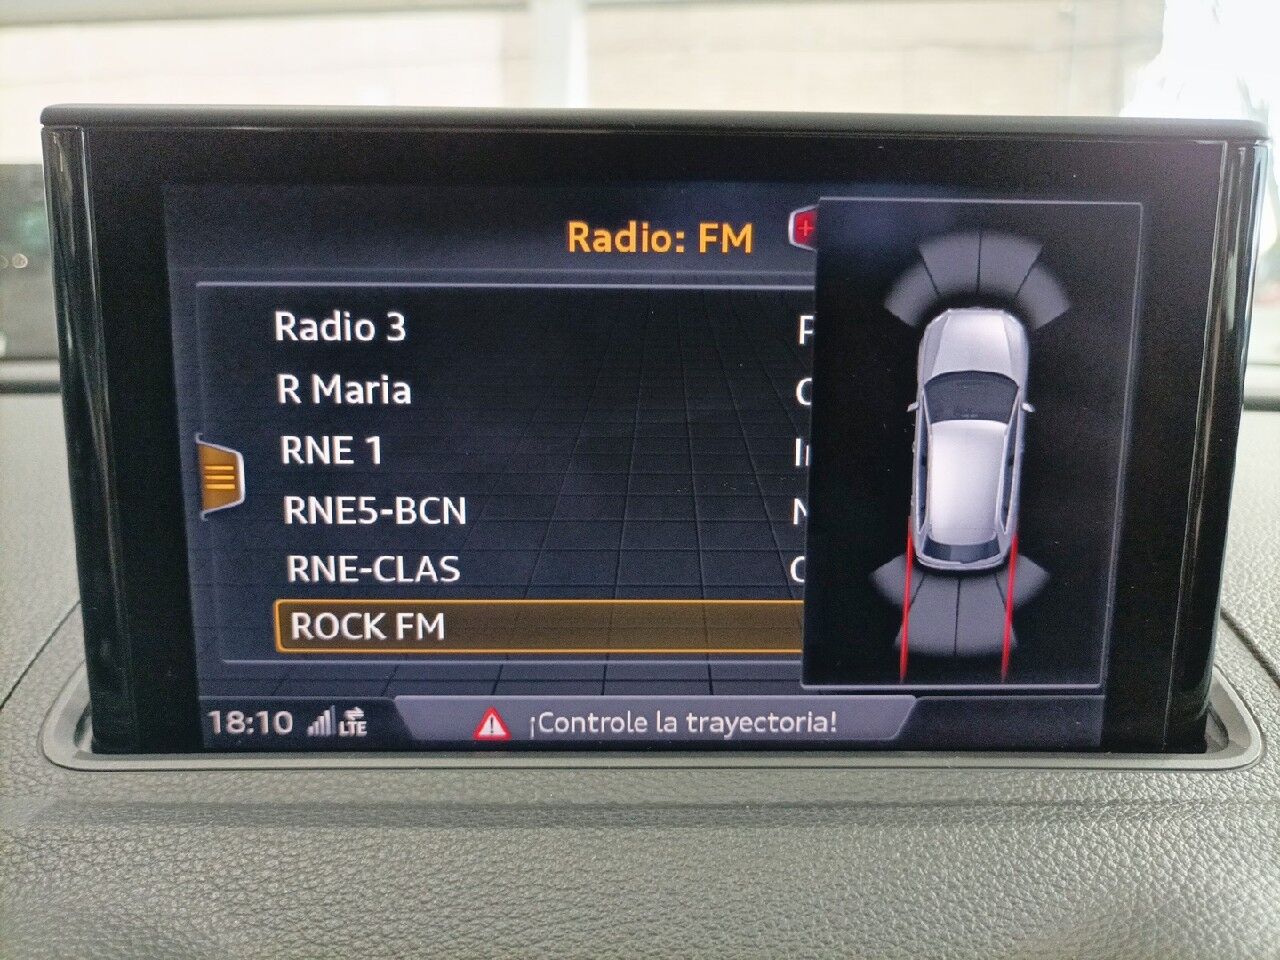 Radio: FM
Radio 3
R Maria
RNE 1
RNE5-BCN
RNE-CLAS
ROCK FM
18:10 LTE ¡Controle la trayectoria!